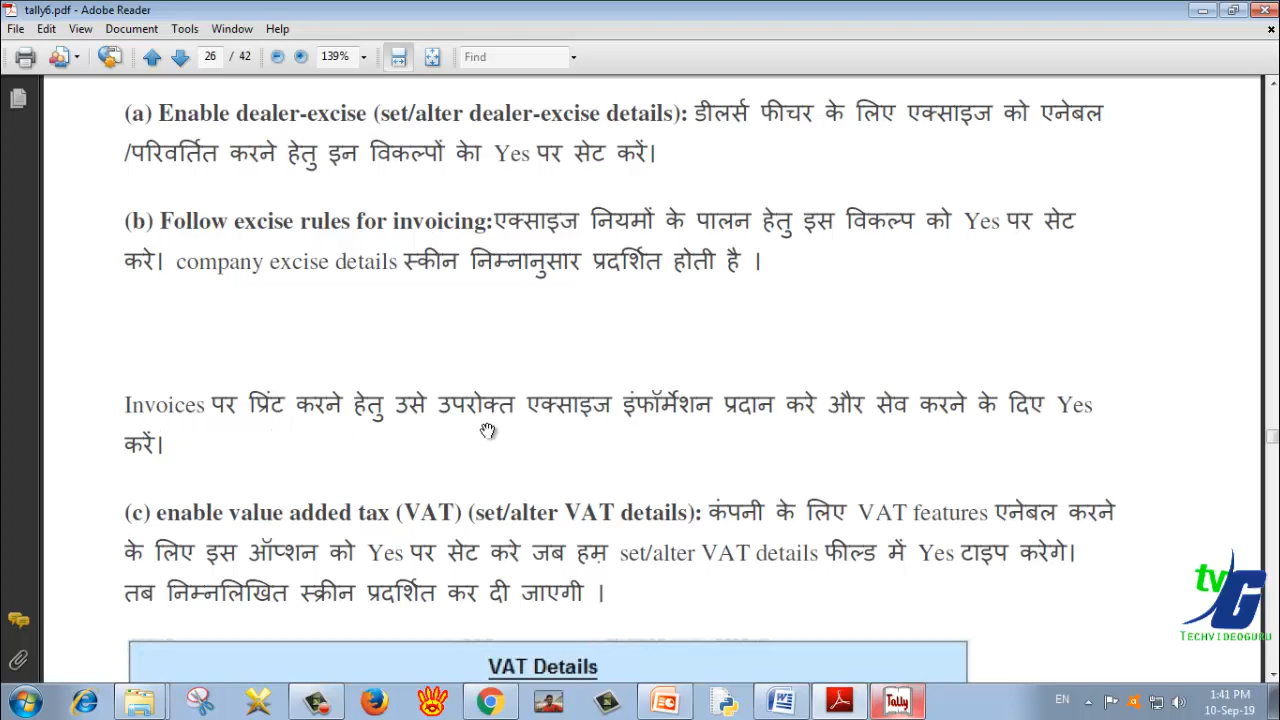 tally6.pdf - Adobe Reader
File Edit View Document Tools Window Help
26 / 42 139% Find
(a) Enable dealer-excise (set/alter dealer-excise details): डीलर्स फीचर के लिए एक्साइज को एनेबल
/परिवर्तित करने हेतु इन विकल्पों केा Yes पर सेट करें।
(b) Follow excise rules for invoicing:एक्साइज नियमों के पालन हेतु इस विकल्प को Yes पर सेट
करे। company excise details स्कीन निम्नानुसार प्रदर्शित होती है ।
Invoices पर प्रिंट करने हेतु उसे उपरोक्त एक्साइज इंफॉर्मेशन प्रदान करे और सेव करने के दिए Yes
करें।
(c) enable value added tax (VAT) (set/alter VAT details): कंपनी के लिए VAT features एनेबल करने
के लिए इस ऑप्शन को Yes पर सेट करे जब हम़ set/alter VAT details फील्ड में Yes टाइप करेगे।
तब निम्नलिखित स्क्रीन प्रदर्शित कर दी जाएगी ।
VAT Details
tvG
TECHVIDEOGURU
Tally
EN
1:41 PM
10-Sep-19